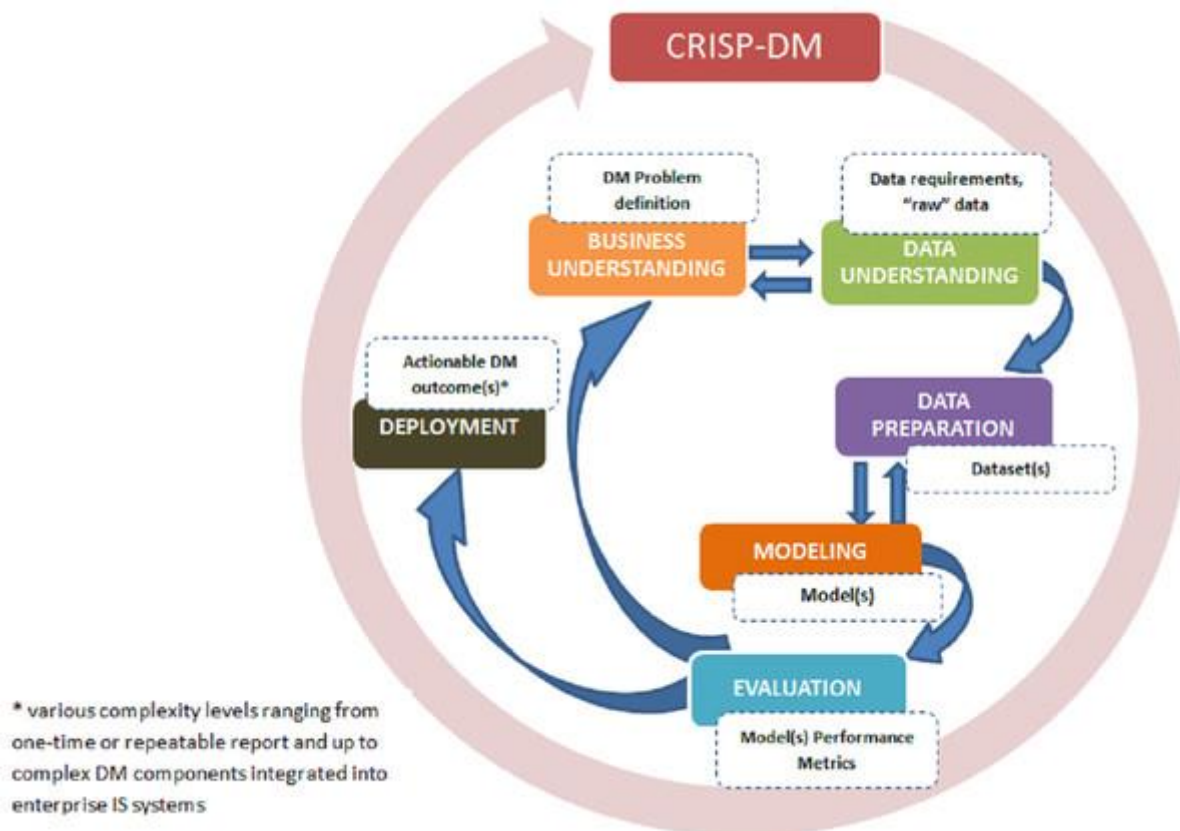 CRISP-DM
DM Problem
definition
BUSINESS
UNDERSTANDING
Data requirements,
“raw” data
DATA
UNDERSTANDING
Actionable DM
outcome(s)*
DEPLOYMENT
DATA
PREPARATION
Dataset(s)
MODELING
Model(s)
EVALUATION
Model(s) Performance
Metrics
* various complexity levels ranging from
one-time or repeatable report and up to
complex DM components integrated into
enterprise IS systems